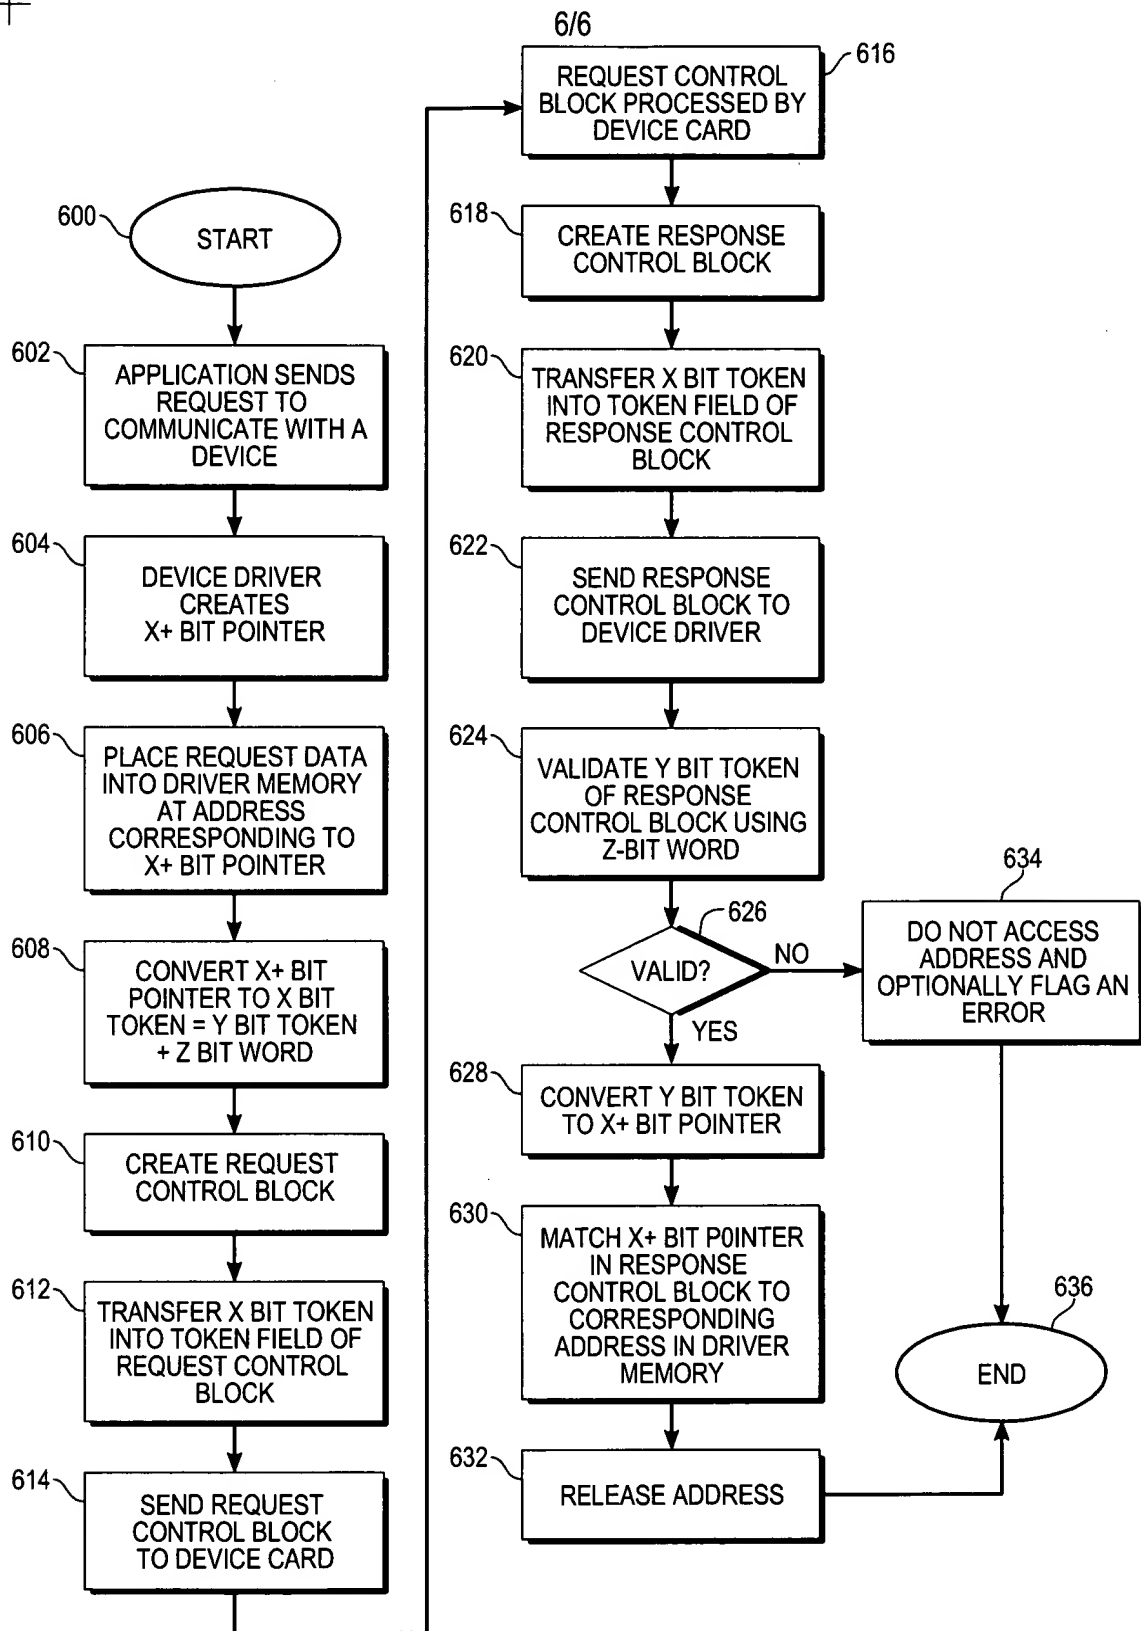 6/6
600
START
602
APPLICATION SENDS
REQUEST TO
COMMUNICATE WITH A
DEVICE
604
DEVICE DRIVER
CREATES
X+ BIT POINTER
606
PLACE REQUEST DATA
INTO DRIVER MEMORY
AT ADDRESS
CORRESPONDING TO
X+ BIT POINTER
608
CONVERT X+ BIT
POINTER TO X BIT
TOKEN = Y BIT TOKEN
+ Z BIT WORD
610
CREATE REQUEST
CONTROL BLOCK
612
TRANSFER X BIT TOKEN
INTO TOKEN FIELD OF
REQUEST CONTROL
BLOCK
614
SEND REQUEST
CONTROL BLOCK
TO DEVICE CARD
616
REQUEST CONTROL
BLOCK PROCESSED BY
DEVICE CARD
618
CREATE RESPONSE
CONTROL BLOCK
620
TRANSFER X BIT TOKEN
INTO TOKEN FIELD OF
RESPONSE CONTROL
BLOCK
622
SEND RESPONSE
CONTROL BLOCK TO
DEVICE DRIVER
624
VALIDATE Y BIT TOKEN
OF RESPONSE
CONTROL BLOCK USING
Z-BIT WORD
626
VALID?
NO
YES
634
DO NOT ACCESS
ADDRESS AND
OPTIONALLY FLAG AN
ERROR
628
CONVERT Y BIT TOKEN
TO X+ BIT POINTER
630
MATCH X+ BIT P0INTER
IN RESPONSE
CONTROL BLOCK TO
CORRESPONDING
ADDRESS IN DRIVER
MEMORY
632
RELEASE ADDRESS
636
END